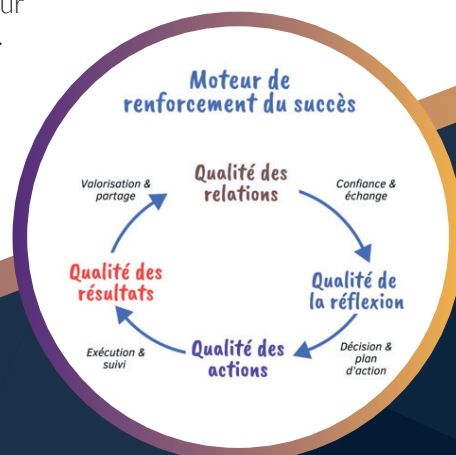 ur
.
Moteur de
renforcement du succès
Qualité des
relations
Valorisation &
partage
Confiance &
échange
Qualité des
résultats
Qualité de
la réflexion
Exécution &
suivi
Qualité des
actions
Décision &
plan
d'action